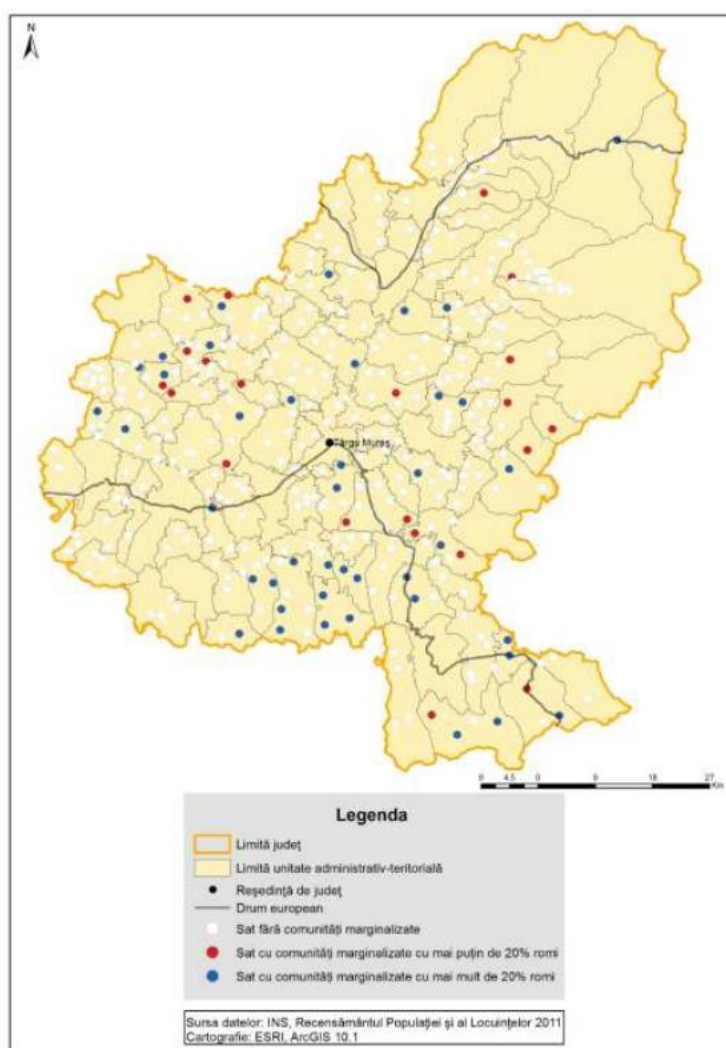 N
Târgu Mureș
9 4.5 0 9 18 27
Km
Legenda
Limită județ
Limită unitate administrativ-teritorială
Reședință de județ
Drum european
Sat fără comunități marginalizate
Sat cu comunități marginalizate cu mai puțin de 20% romi
Sat cu comunități marginalizate cu mai mult de 20% romi
Sursa datelor: INS, Recensământul Populației și al Locuințelor 2011
Cartografie: ESRI, ArcGIS 10.1